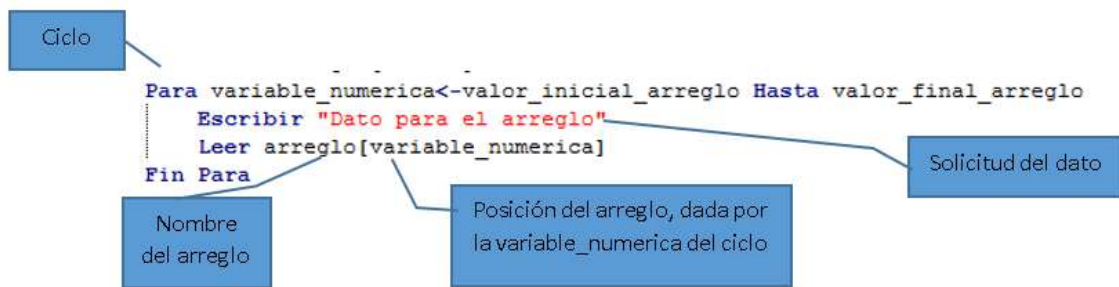 Ciclo
Para variable_numerica<-valor_inicial_arreglo Hasta valor_final_arreglo
Escribir "Dato para el arreglo"
Leer arreglo[variable_numerica]
Fin Para
Solicitud del dato
Nombre
del arreglo
Posición del arreglo, dada por
la variable_numerica del ciclo